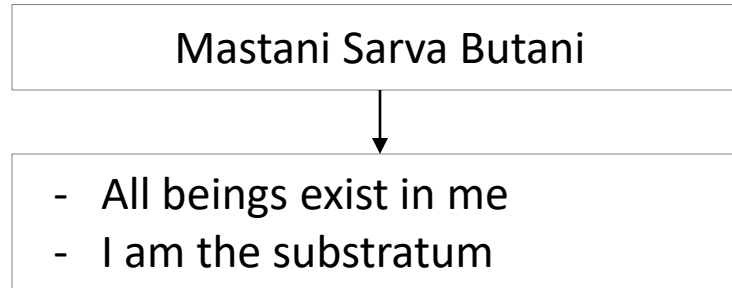 Mastani Sarva Butani
- All beings exist in me
- I am the substratum